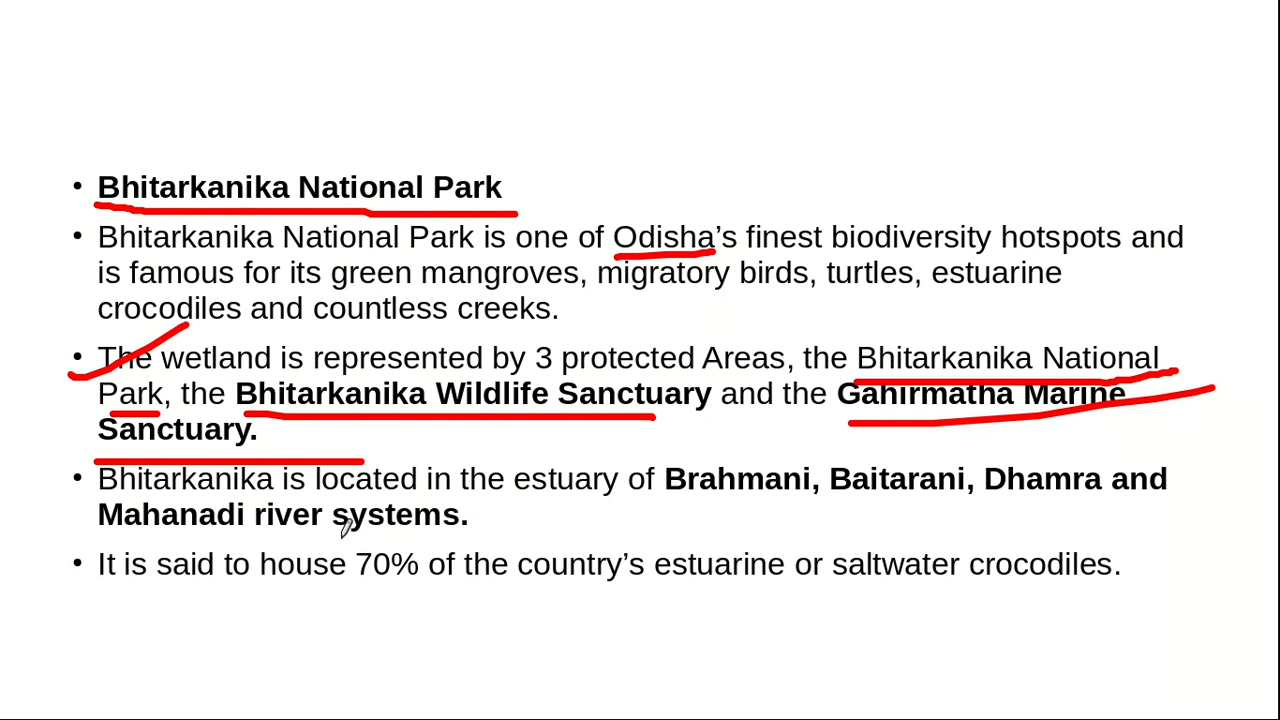 • Bhitarkanika National Park
• Bhitarkanika National Park is one of Odisha’s finest biodiversity hotspots and
is famous for its green mangroves, migratory birds, turtles, estuarine
crocodiles and countless creeks.
• The wetland is represented by 3 protected Areas, the Bhitarkanika National
Park, the Bhitarkanika Wildlife Sanctuary and the Gahirmatha Marine
Sanctuary.
• Bhitarkanika is located in the estuary of Brahmani, Baitarani, Dhamra and
Mahanadi river systems.
• It is said to house 70% of the country’s estuarine or saltwater crocodiles.